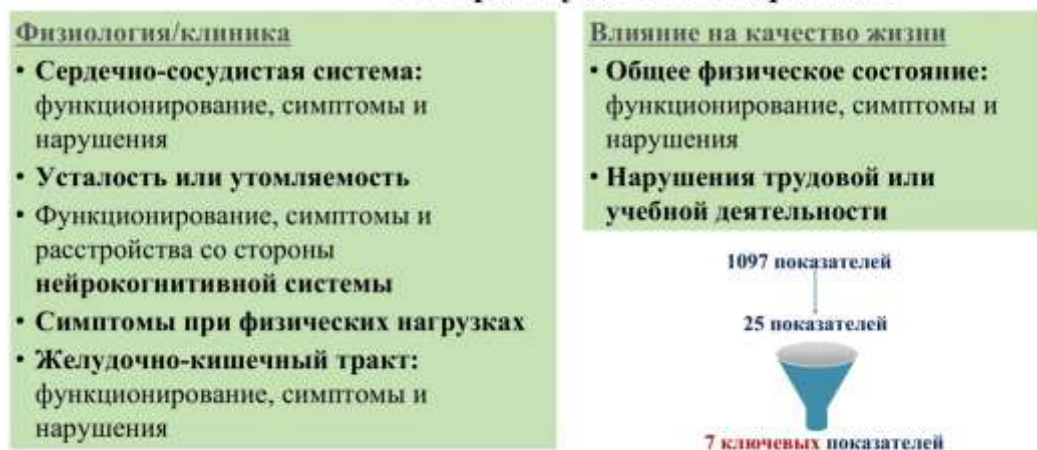 Физиология/клиника
• Сердечно-сосудистая система:
функционирование, симптомы и
нарушения
• Усталость или утомляемость
• Функционирование, симптомы и
расстройства со стороны
нейрокогнитивной системы
• Симптомы при физических нагрузках
• Желудочно-кишечный тракт:
функционирование, симптомы и
нарушения
Влияние на качество жизни
• Общее физическое состояние:
функционирование, симптомы и
нарушения
• Нарушения трудовой или
учебной деятельности
1097 показателей
25 показателей
7 ключевых показателей